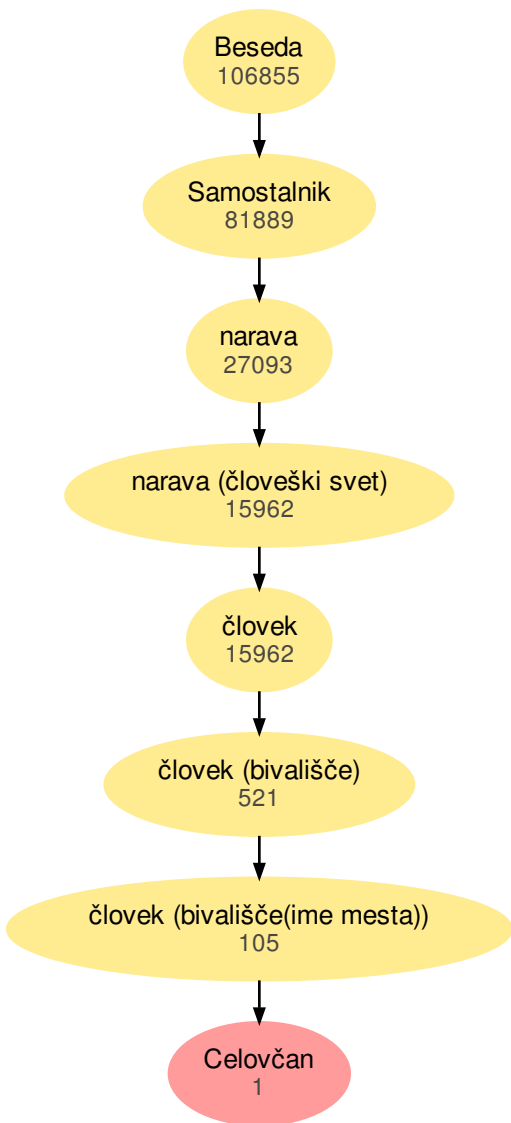 Beseda
106855
Samostalnik
81889
narava
27093
narava (človeški svet)
15962
človek
15962
človek (bivališče)
521
človek (bivališče(ime mesta))
105
Celovčan
1